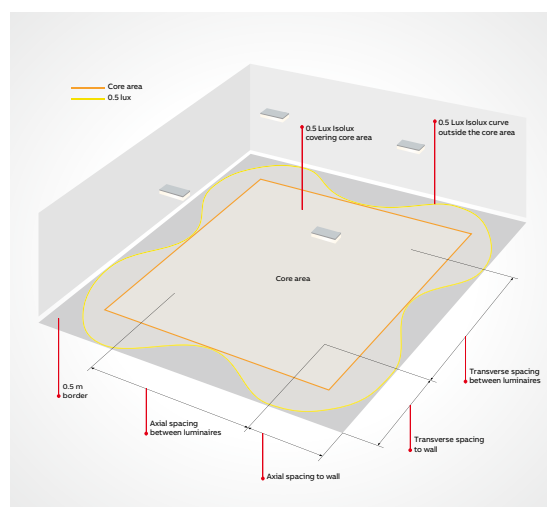 Core area
0.5 lux
0.5 Lux Isolux
covering core area
0.5 Lux Isolux curve
outside the core area
Core area
0.5 m
border
Transverse spacing
between luminaires
Axial spacing
between luminaires
Transverse spacing
to wall
Axial spacing to wall